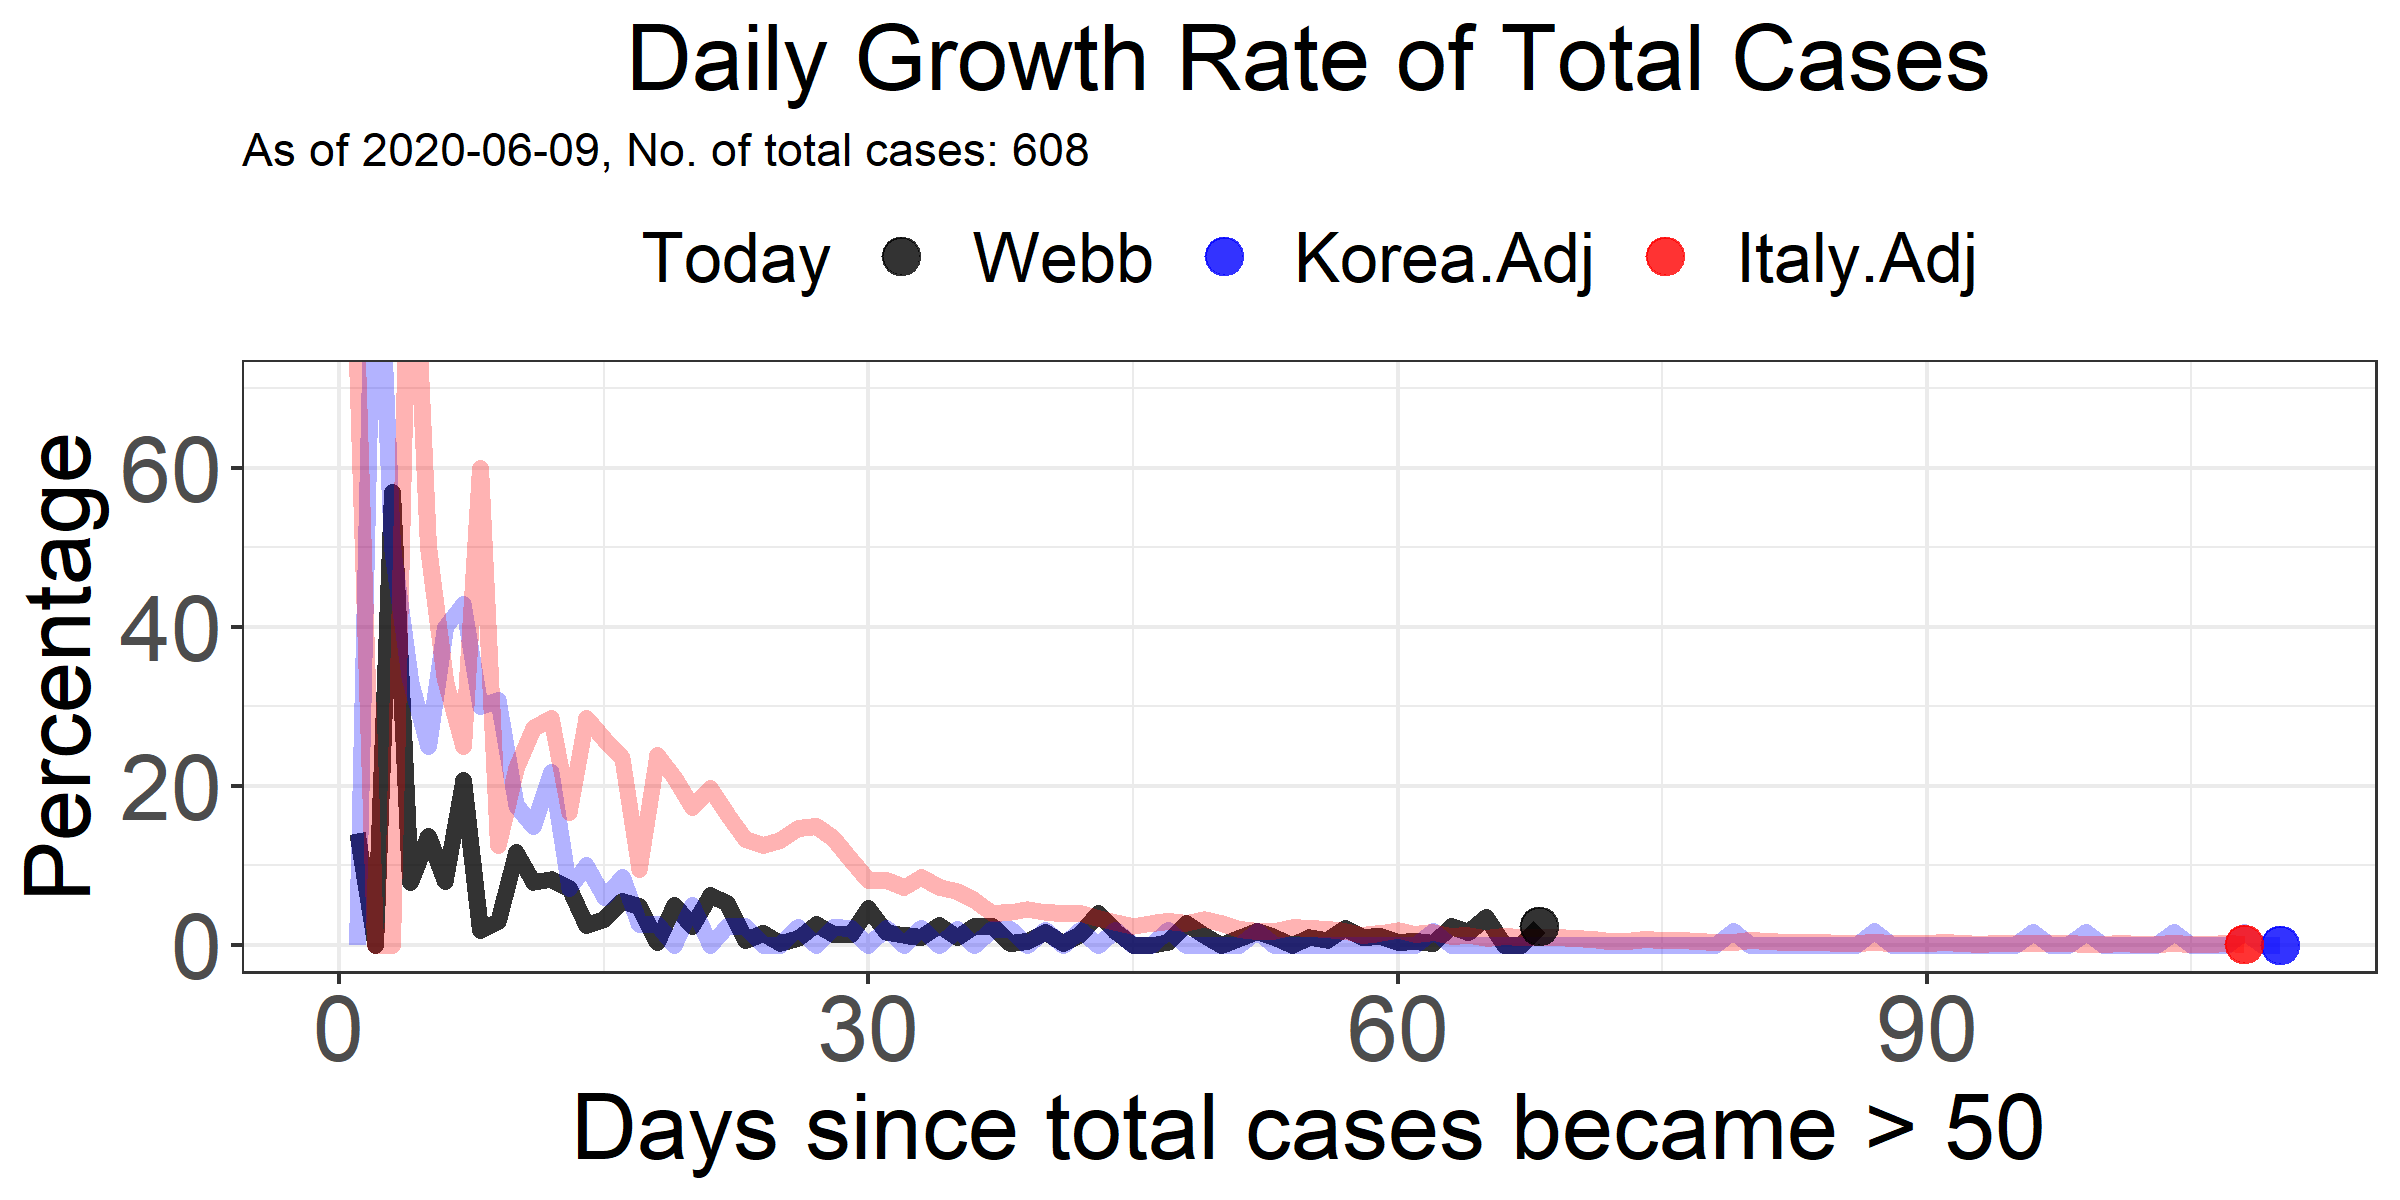 Daily Growth Rate of Total Cases
As of 2020-06-09, No. of total cases: 608
Today Webb Korea.Adj Italy.Adj
Percentage
60
40
20
0
0 30 60 90
Days since total cases became > 50